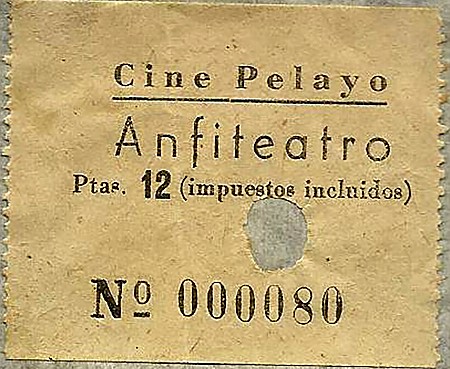 Cine Pelayo
Anfiteatro
Ptas. 12 (impuestos incluidos)
Nº 000080